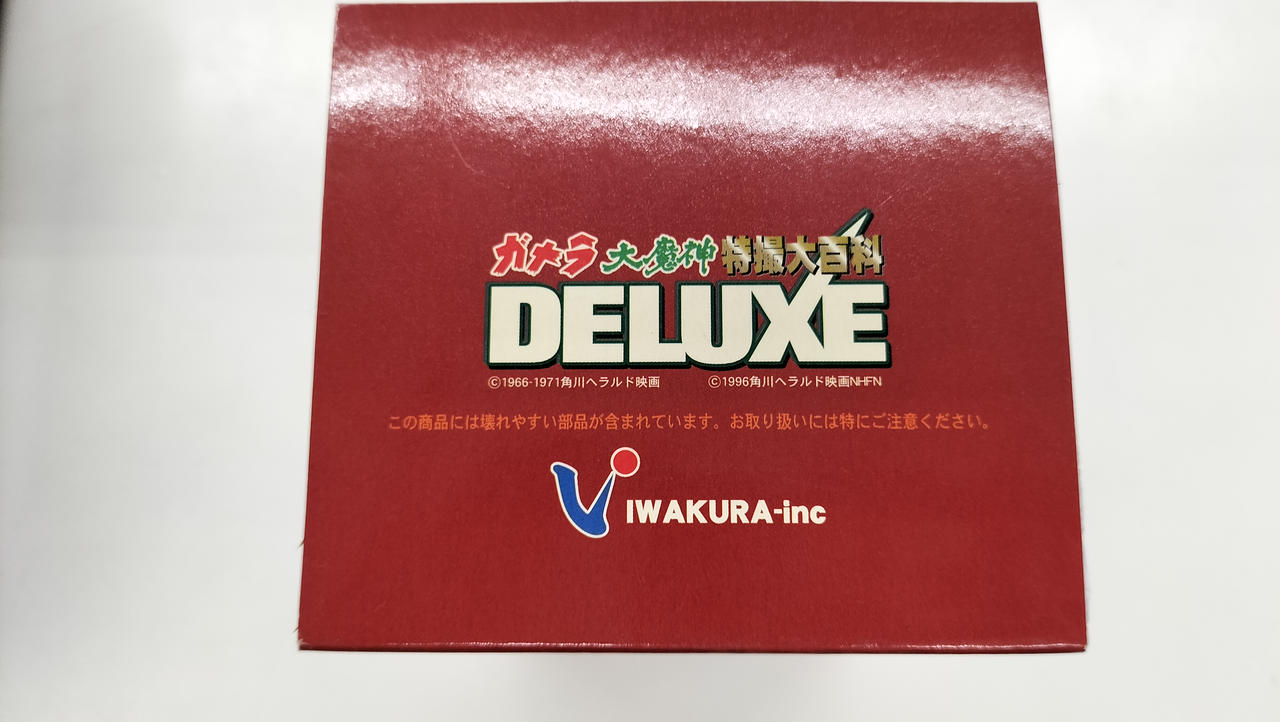 ガメラ 大魔神 特撮大百科
DELUXE
©1966-1971角川ヘラルド映画 ©1996角川ヘラルド映画NHFN
この商品には壊れやすい部品が含まれています。お取り扱いには特にご注意ください。
IWAKURA-inc